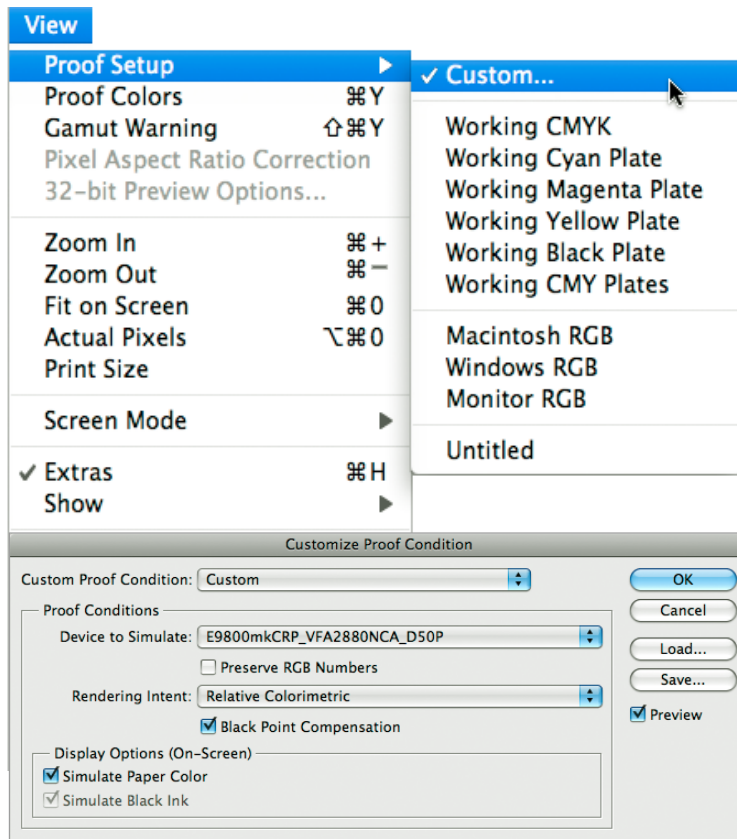 View
Proof Setup
Proof Colors ⌘Y
Gamut Warning ⇧⌘Y
Pixel Aspect Ratio Correction
32-bit Preview Options...
Zoom In ⌘+
Zoom Out ⌘−
Fit on Screen ⌘0
Actual Pixels ⌥⌘0
Print Size
Screen Mode
✓ Extras ⌘H
Show
✓ Custom...
Working CMYK
Working Cyan Plate
Working Magenta Plate
Working Yellow Plate
Working Black Plate
Working CMY Plates
Macintosh RGB
Windows RGB
Monitor RGB
Untitled
Customize Proof Condition
Custom Proof Condition: Custom
OK
Proof Conditions
Cancel
Device to Simulate: E9800mkCRP_VFA2880NCA_D50P
Load...
Preserve RGB Numbers
Save...
Rendering Intent: Relative Colorimetric
Preview
Black Point Compensation
Display Options (On-Screen)
Simulate Paper Color
Simulate Black Ink